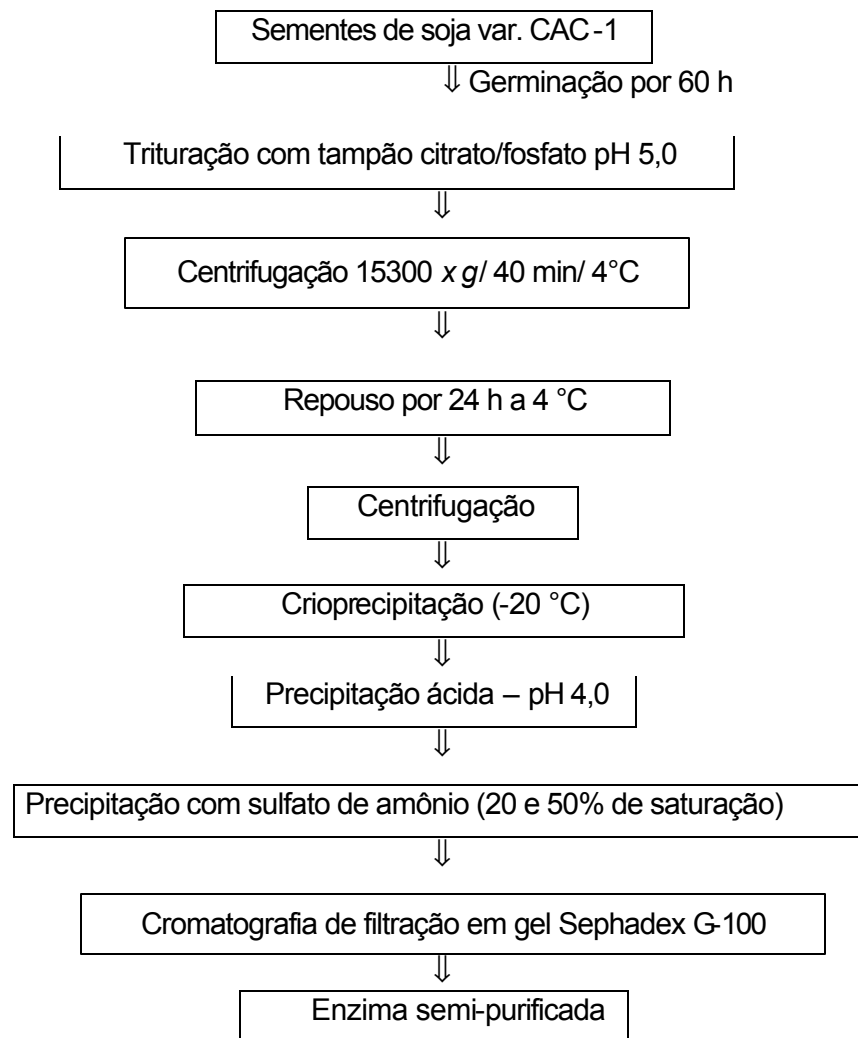 Sementes de soja var. CAC-1
⇓ Germinação por 60 h
Trituração com tampão citrato/fosfato pH 5,0
⇓
Centrifugação 15300 x g/ 40 min/ 4°C
⇓
Repouso por 24 h a 4 °C
⇓
Centrifugação
⇓
Crioprecipitação (-20 °C)
⇓
Precipitação ácida – pH 4,0
⇓
Precipitação com sulfato de amônio (20 e 50% de saturação)
⇓
Cromatografia de filtração em gel Sephadex G-100
⇓
Enzima semi-purificada